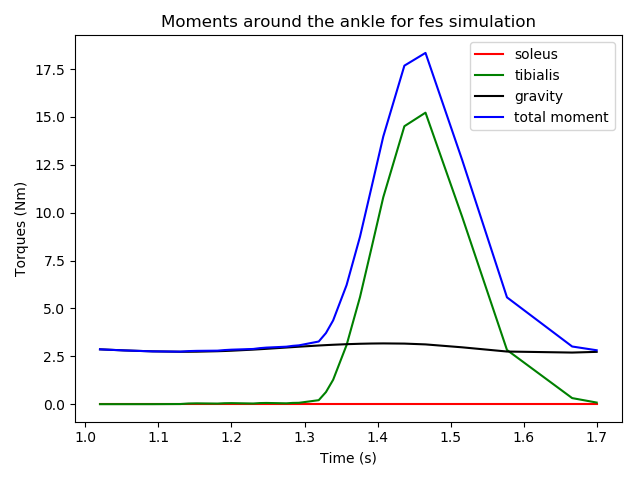 Moments around the ankle for fes simulation
soleus
tibialis
gravity
total moment
Torques (Nm)
17.5
15.0
12.5
10.0
7.5
5.0
2.5
0.0
1.0 1.1 1.2 1.3 1.4 1.5 1.6 1.7
Time (s)